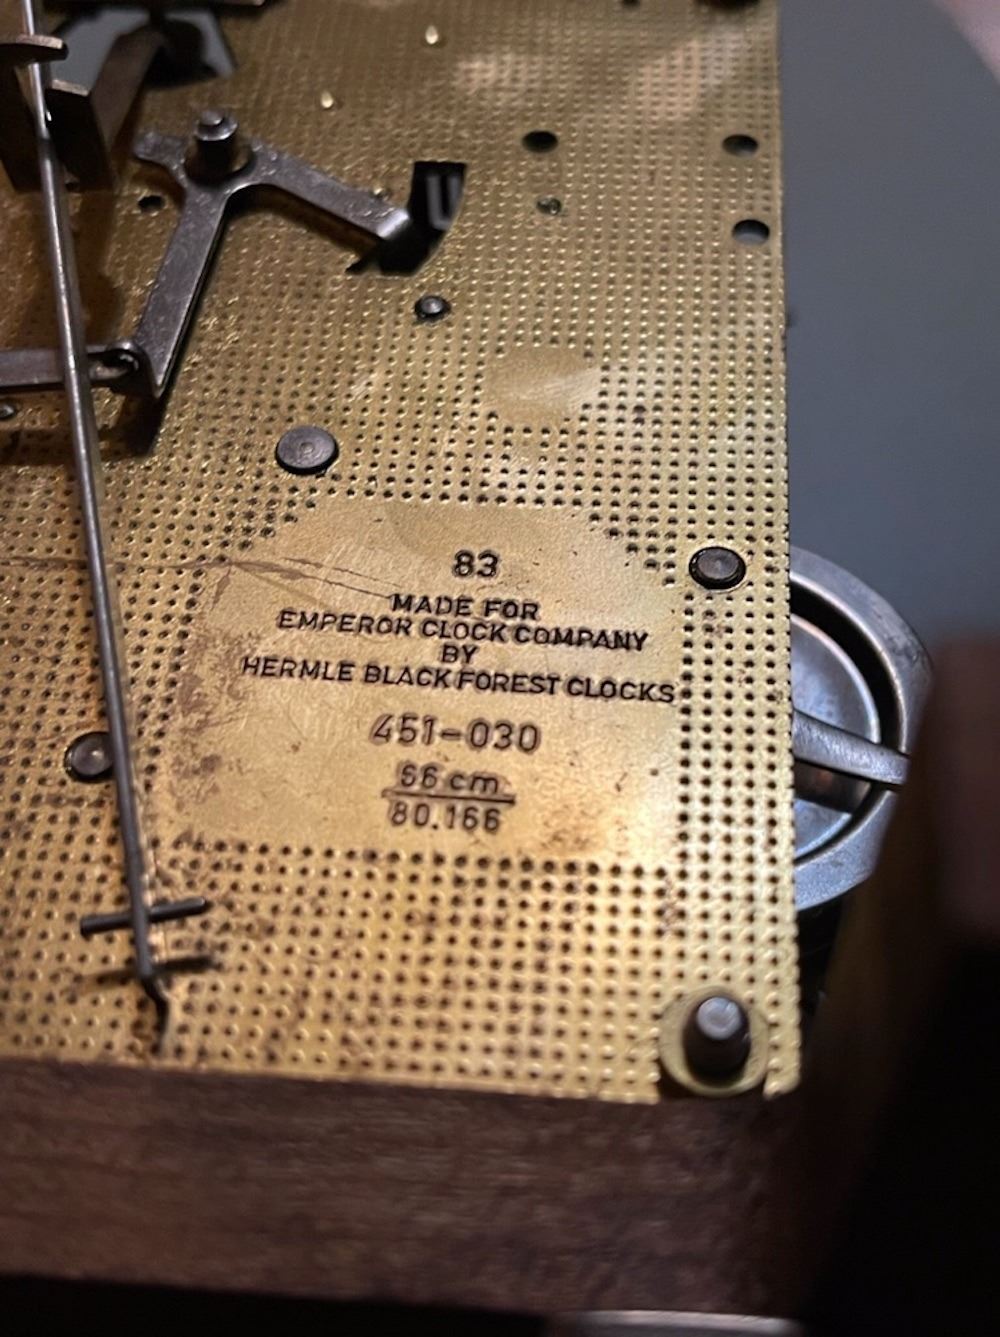 83
MADE FOR
EMPEROR CLOCK COMPANY
BY
HERMLE BLACK FOREST CLOCKS
451-030
66 cm
80.166